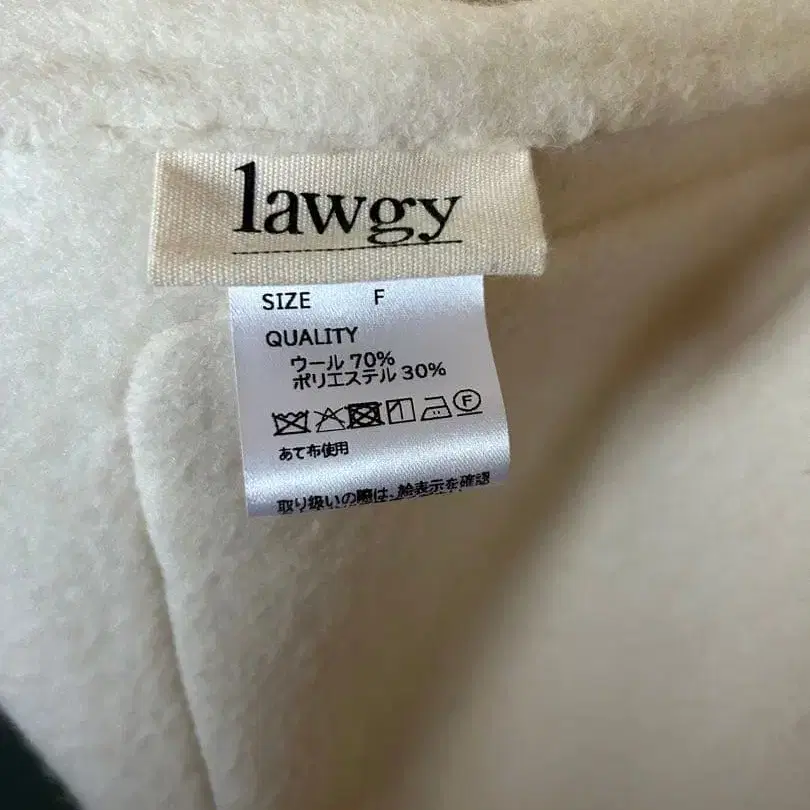 lawgy
SIZE F
QUALITY
ウール 70%
ポリエステル 30%
F
あて布使用
取り扱いの際は、絵表示を確認